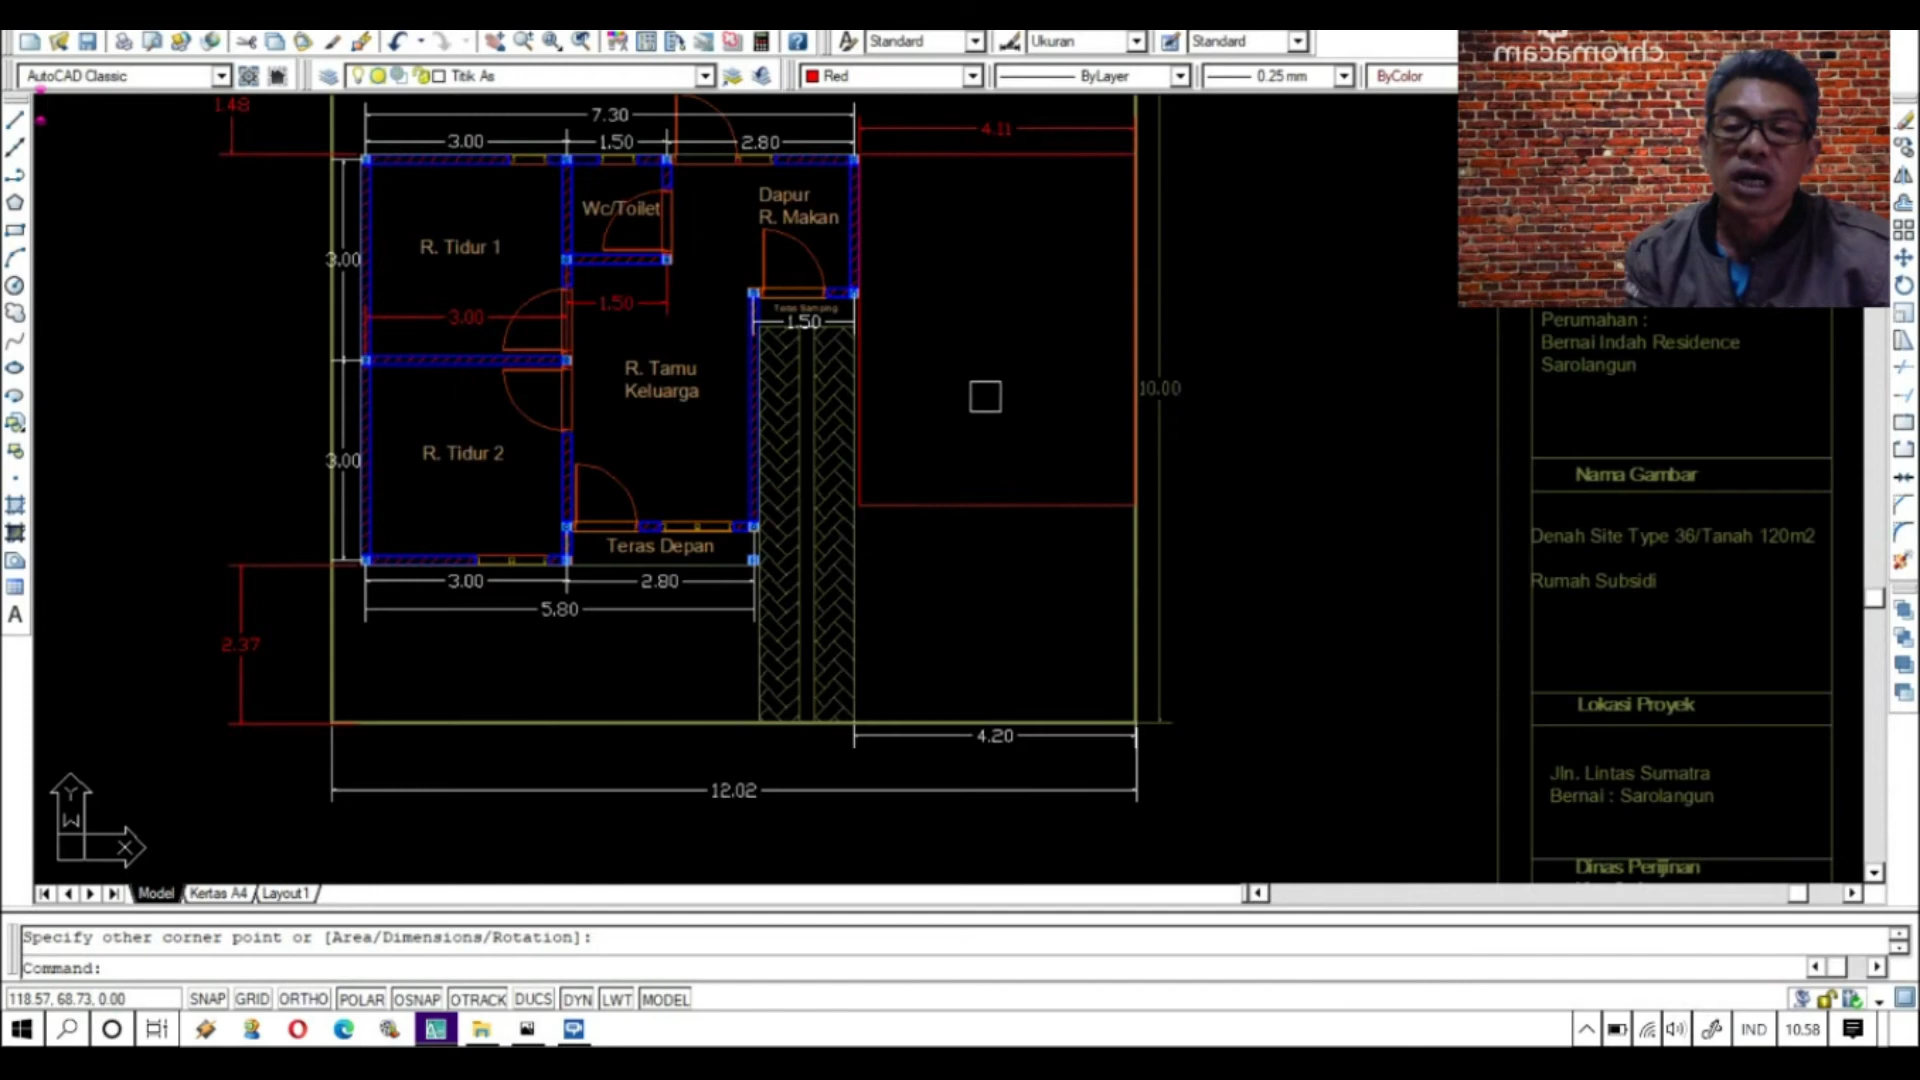 Standard
Ukuran
Standard
chromacam
AutoCAD Classic
Titik As
Red
ByLayer
0.25 mm
ByColor
1.48
7.30
4.11
3.00
1.50
2.80
Dapur
R. Makan
Wc/Toilet
R. Tidur 1
3.00
1.50
3.00
Teras Samping
1.50
R. Tamu
Keluarga
10.00
R. Tidur 2
3.00
Teras Depan
3.00
2.80
5.80
2.37
4.20
12.02
Perumahan :
Bernai Indah Residence
Sarolangun
Nama Gambar
Denah Site Type 36/Tanah 120m2
Rumah Subsidi
Lokasi Proyek
Jln. Lintas Sumatra
Bernai : Sarolangun
Dinas Perijinan
Y
W
X
Model
Kertas A4
Layout1
Specify other corner point or [Area/Dimensions/Rotation]:
Command:
118.57, 68.73, 0.00
SNAP GRID ORTHO POLAR OSNAP OTRACK DUCS DYN LWT MODEL
IND
10.58